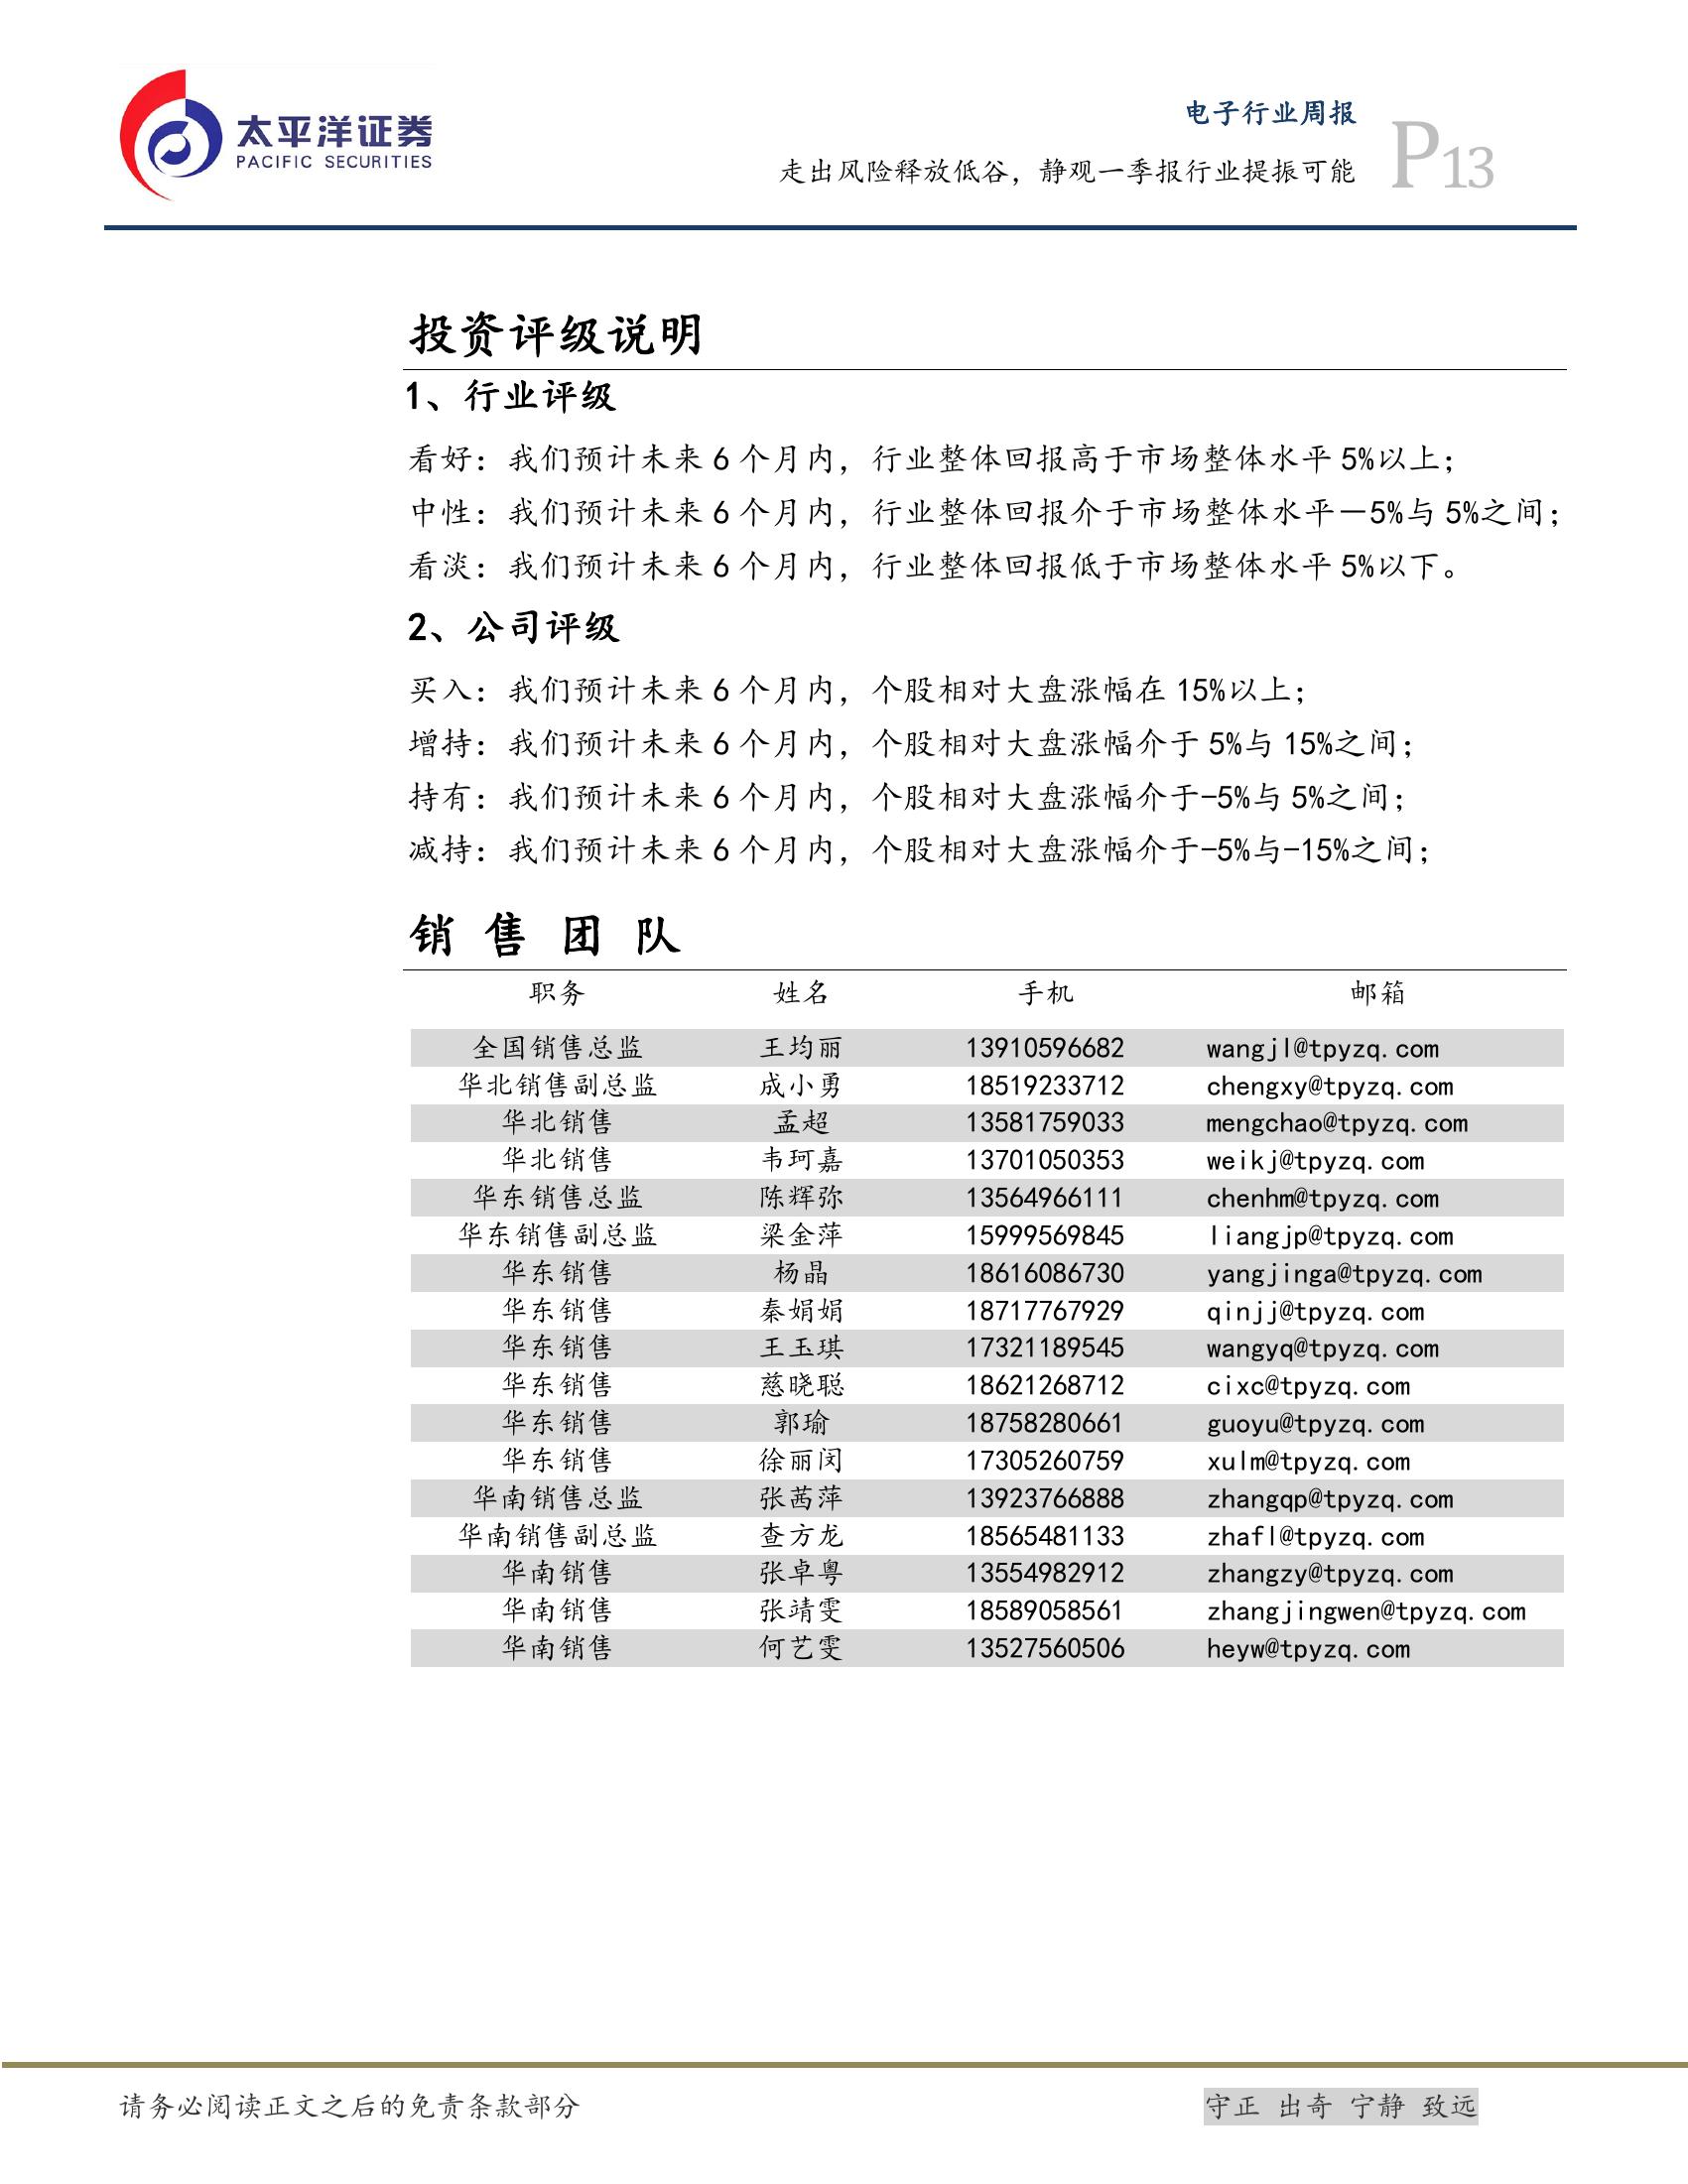 太平洋证券
PACIFIC SECURITIES
电子行业周报
走出风险释放低谷，静观一季报行业提振可能
P13
投资评级说明
1、行业评级
看好：我们预计未来 6 个月内，行业整体回报高于市场整体水平 5%以上；
中性：我们预计未来 6 个月内，行业整体回报介于市场整体水平－5%与 5%之间；
看淡：我们预计未来 6 个月内，行业整体回报低于市场整体水平 5%以下。
2、公司评级
买入：我们预计未来 6 个月内，个股相对大盘涨幅在 15%以上；
增持：我们预计未来 6 个月内，个股相对大盘涨幅介于 5%与 15%之间；
持有：我们预计未来 6 个月内，个股相对大盘涨幅介于-5%与 5%之间；
减持：我们预计未来 6 个月内，个股相对大盘涨幅介于-5%与-15%之间；
销 售 团 队
职务 姓名 手机 邮箱
全国销售总监 王均丽 13910596682 wangjl@tpyzq.com
华北销售副总监 成小勇 18519233712 chengxy@tpyzq.com
华北销售 孟超 13581759033 mengchao@tpyzq.com
华北销售 韦珂嘉 13701050353 weikj@tpyzq.com
华东销售总监 陈辉弥 13564966111 chenhm@tpyzq.com
华东销售副总监 梁金萍 15999569845 liangjp@tpyzq.com
华东销售 杨晶 18616086730 yangjinga@tpyzq.com
华东销售 秦娟娟 18717767929 qinjj@tpyzq.com
华东销售 王玉琪 17321189545 wangyq@tpyzq.com
华东销售 慈晓聪 18621268712 cixc@tpyzq.com
华东销售 郭瑜 18758280661 guoyu@tpyzq.com
华东销售 徐丽闵 17305260759 xulm@tpyzq.com
华南销售总监 张茜萍 13923766888 zhangqp@tpyzq.com
华南销售副总监 查方龙 18565481133 zhafl@tpyzq.com
华南销售 张卓粤 13554982912 zhangzy@tpyzq.com
华南销售 张靖雯 18589058561 zhangjingwen@tpyzq.com
华南销售 何艺雯 13527560506 heyw@tpyzq.com
请务必阅读正文之后的免责条款部分
守正 出奇 宁静 致远